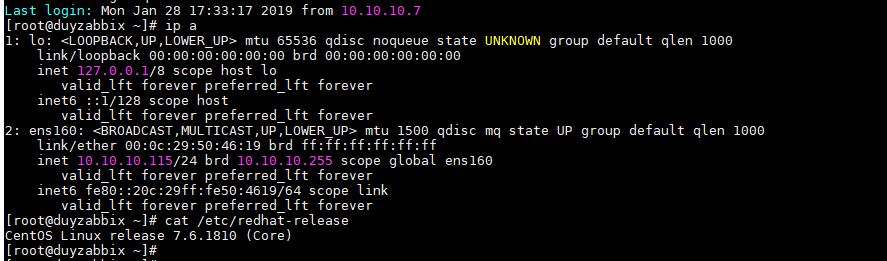 Last login: Mon Jan 28 17:33:17 2019 from 10.10.10.7
[root@duyzabbix ~]# ip a
1: lo: <LOOPBACK,UP,LOWER_UP> mtu 65536 qdisc noqueue state UNKNOWN group default qlen 1000
    link/loopback 00:00:00:00:00:00 brd 00:00:00:00:00:00
    inet 127.0.0.1/8 scope host lo
       valid_lft forever preferred_lft forever
    inet6 ::1/128 scope host
       valid_lft forever preferred_lft forever
2: ens160: <BROADCAST,MULTICAST,UP,LOWER_UP> mtu 1500 qdisc mq state UP group default qlen 1000
    link/ether 00:0c:29:50:46:19 brd ff:ff:ff:ff:ff:ff
    inet 10.10.10.115/24 brd 10.10.10.255 scope global ens160
       valid_lft forever preferred_lft forever
    inet6 fe80::20c:29ff:fe50:4619/64 scope link
       valid_lft forever preferred_lft forever
[root@duyzabbix ~]# cat /etc/redhat-release
CentOS Linux release 7.6.1810 (Core)
[root@duyzabbix ~]#